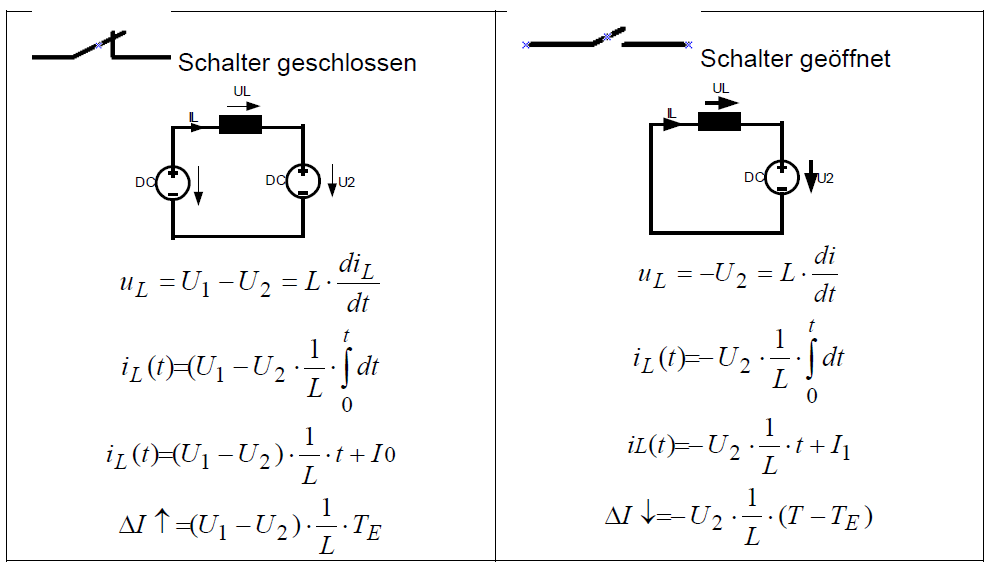 Schalter geschlossen
UL
IL
DC
DC
U2
u_L = U_1 − U_2 = L · di_L/dt
i_L(t)=(U_1 − U_2 · 1/L · ∫_0^t dt
i_L(t)=(U_1 − U_2) · 1/L · t + I0
ΔI ↑=(U_1 − U_2) · 1/L · T_E
Schalter geöffnet
UL
IL
DC
U2
u_L = −U_2 = L · di/dt
i_L(t)=− U_2 · 1/L · ∫_0^t dt
iL(t)=− U_2 · 1/L · t + I_1
ΔI ↓=− U_2 · 1/L · (T − T_E)